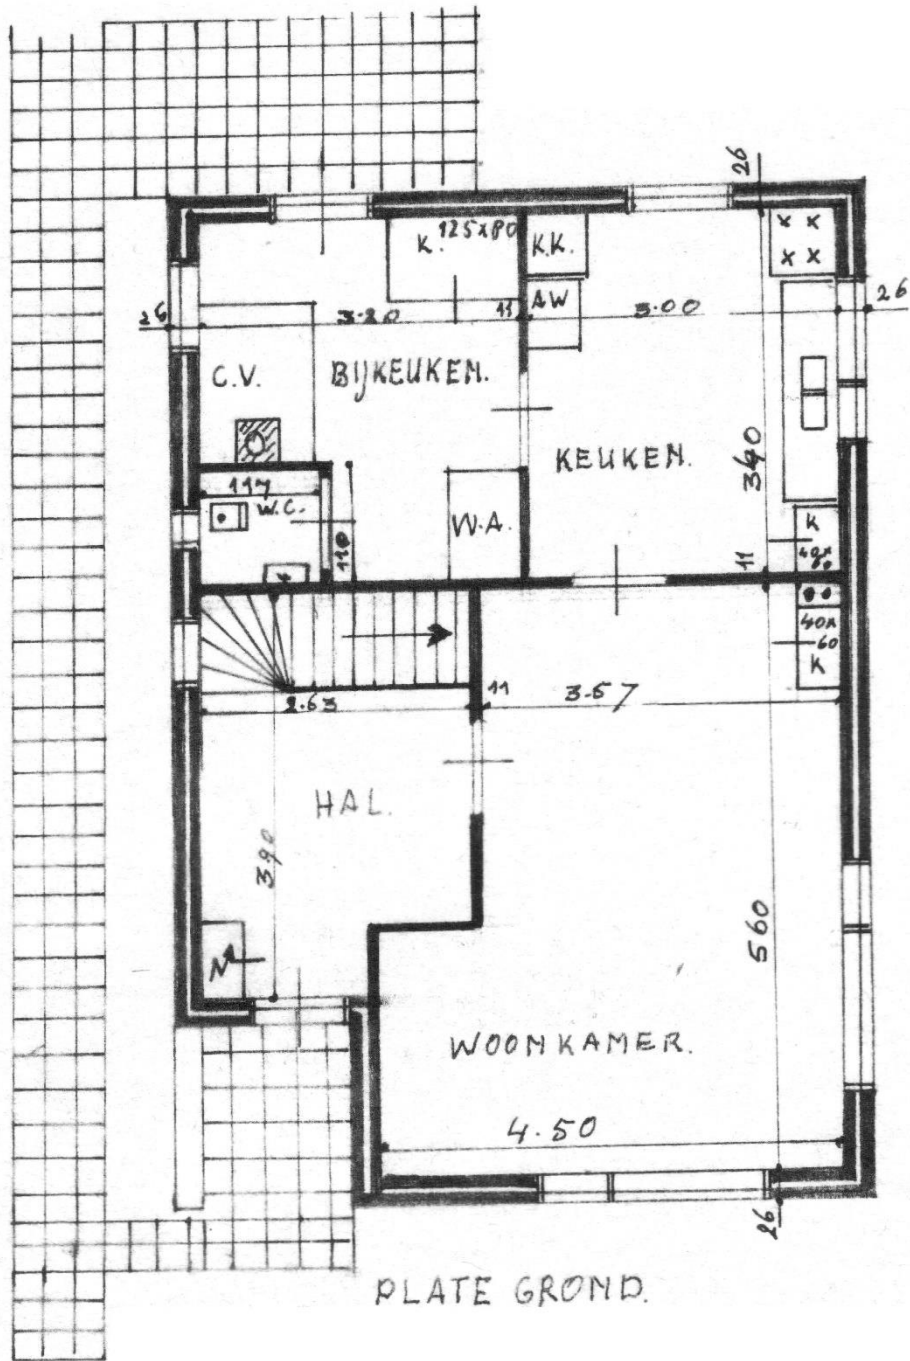 26
K. 125x80
K.K.
A W
26
3.20
11
3.00
26
C.V.
BIJKEUKEN.
KEUKEN.
340
117
W.C.
110
W.A.
K
11
40x
60
K
2.63
11
3.57
HAL.
390
560
WOONKAMER.
4.50
26
PLATE GROND.